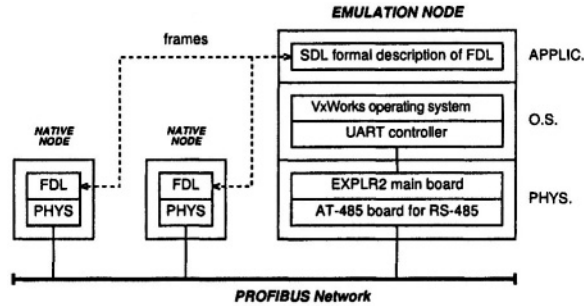 EMULATION NODE
frames
SDL formal description of FDL
APPLIC.
VxWorks operating system
O.S.
UART controller
NATIVE
NODE
NATIVE
NODE
FDL
FDL
EXPLR2 main board
PHYS.
PHYS
PHYS
AT-485 board for RS-485
PROFIBUS Network